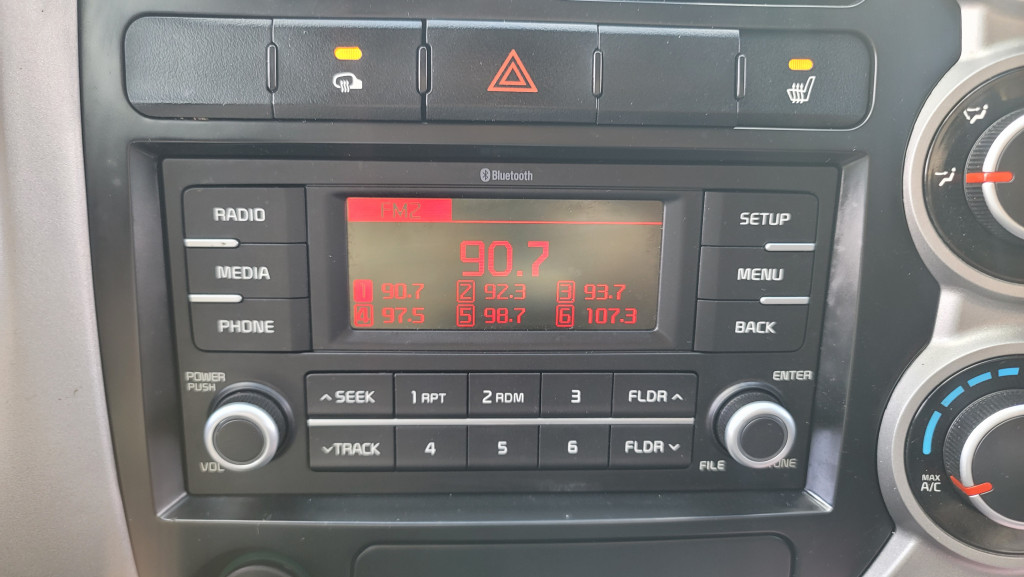 Bluetooth
RADIO
MEDIA
PHONE
FM2
90.7
1 90.7 2 92.3 3 93.7
4 97.5 5 98.7 6 107.3
SETUP
MENU
BACK
POWER
PUSH
VOL
SEEK 1 RPT 2 RDM 3 FLDR
TRACK 4 5 6 FLDR
ENTER
FILE TUNE
MAX
A/C